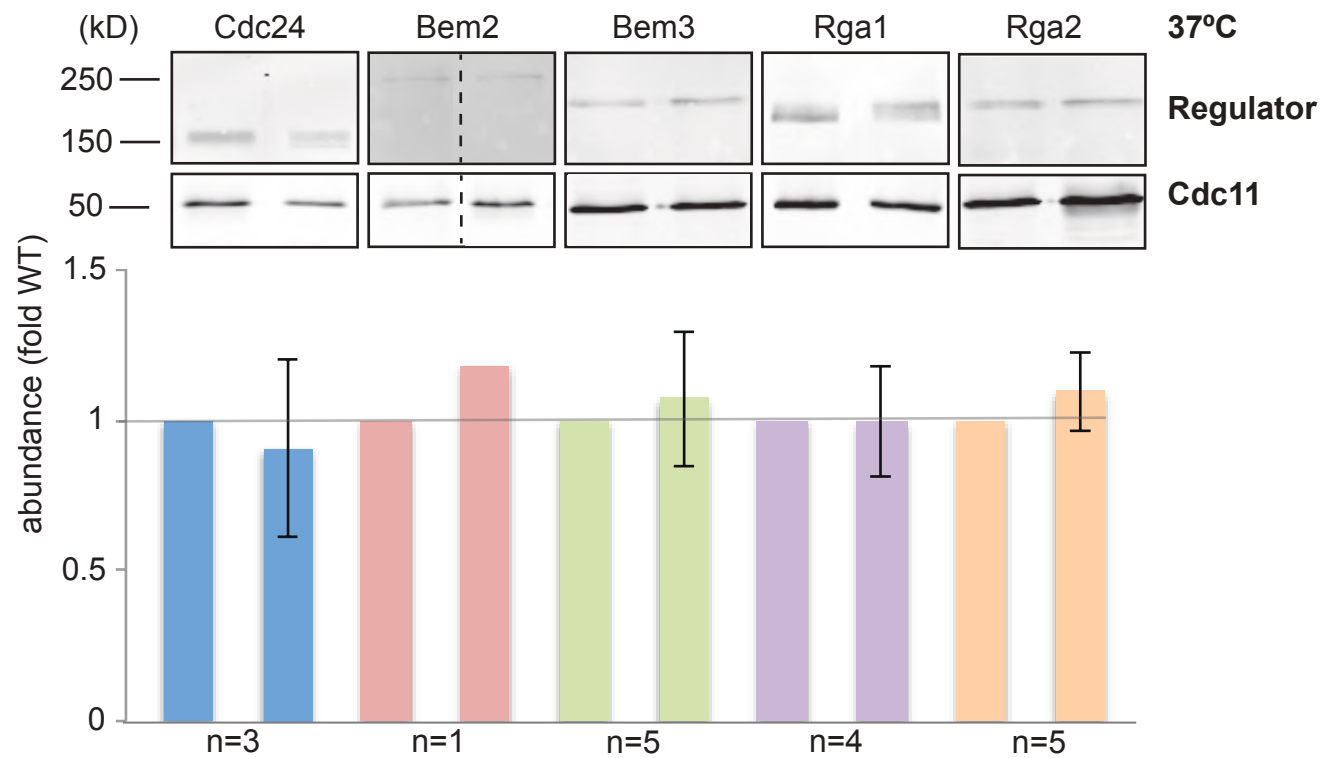 (kD) Cdc24 Bem2 Bem3 Rga1 Rga2 37ºC
250
Regulator
150
50
Cdc11
abundance (fold WT)
1.5
1
0.5
0
n=3 n=1 n=5 n=4 n=5